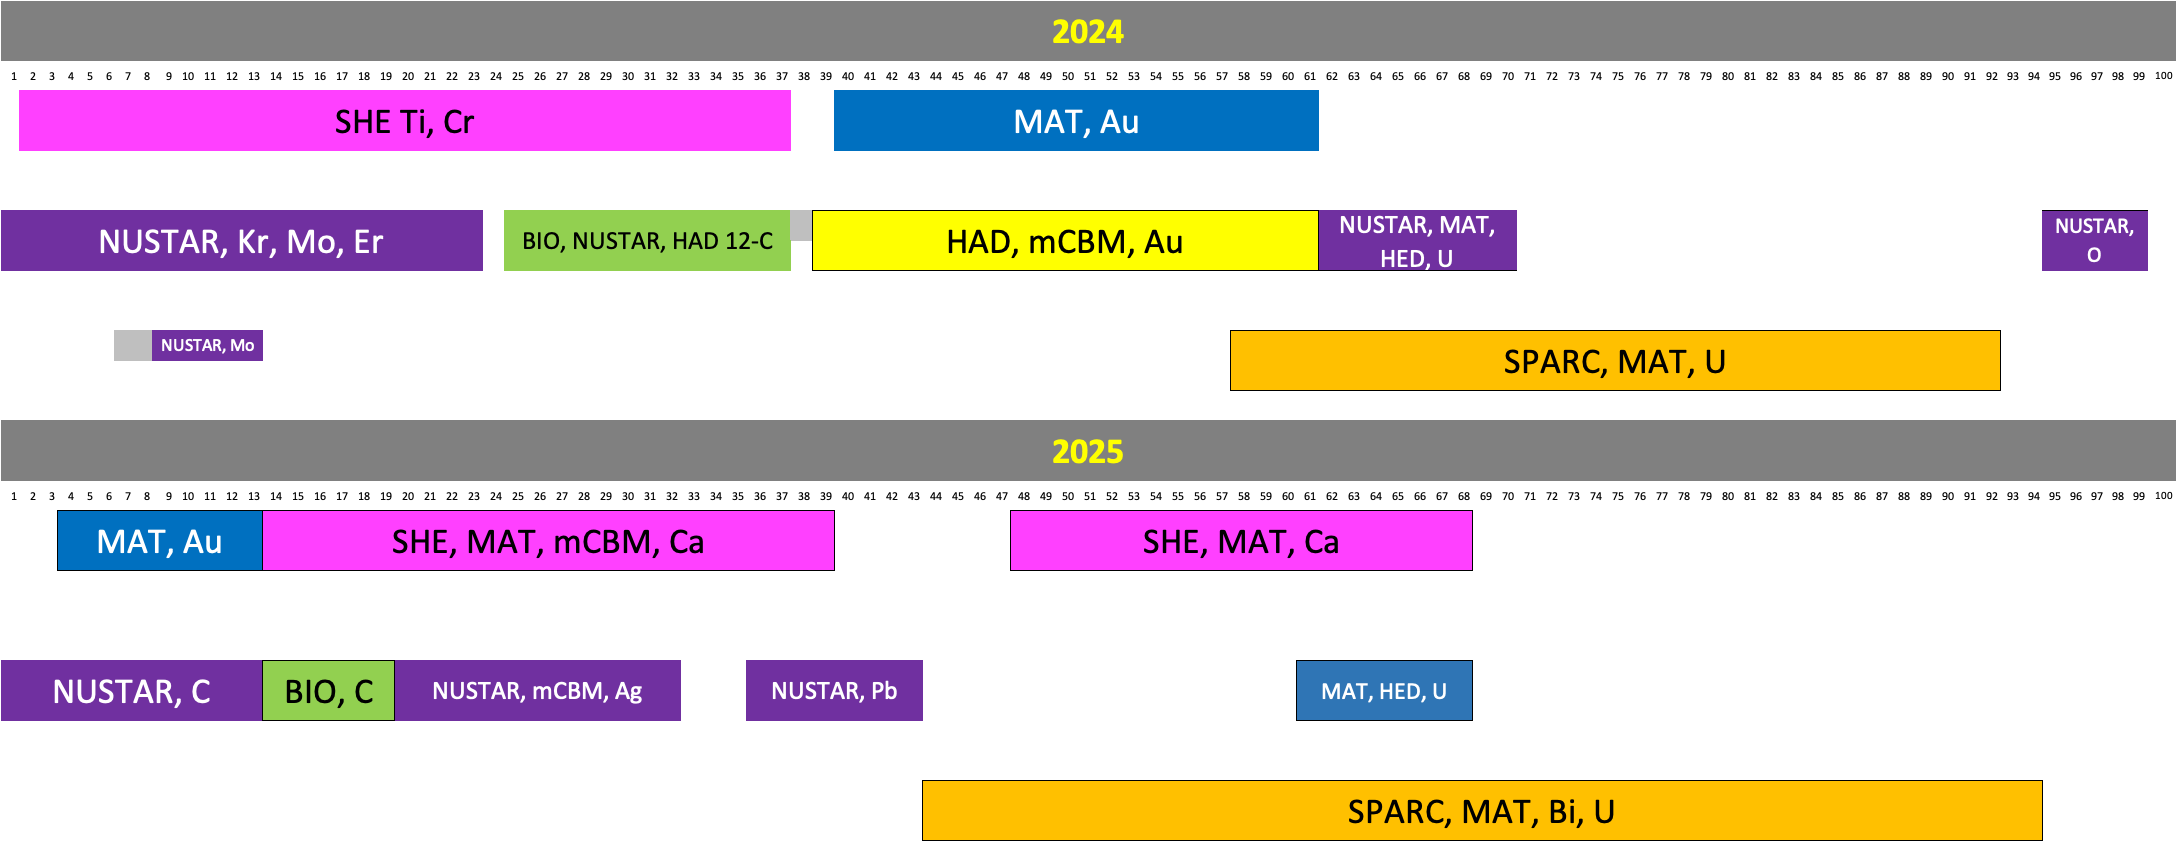 2024
1 2 3 4 5 6 7 8 9 10 11 12 13 14 15 16 17 18 19 20 21 22 23 24 25 26 27 28 29 30 31 32 33 34 35 36 37 38 39 40 41 42 43 44 45 46 47 48 49 50 51 52 53 54 55 56 57 58 59 60 61 62 63 64 65 66 67 68 69 70 71 72 73 74 75 76 77 78 79 80 81 82 83 84 85 86 87 88 89 90 91 92 93 94 95 96 97 98 99 100
SHE Ti, Cr
MAT, Au
NUSTAR, Kr, Mo, Er
BIO, NUSTAR, HAD 12-C
HAD, mCBM, Au
NUSTAR, MAT,
HED, U
NUSTAR,
O
NUSTAR, Mo
SPARC, MAT, U
2025
1 2 3 4 5 6 7 8 9 10 11 12 13 14 15 16 17 18 19 20 21 22 23 24 25 26 27 28 29 30 31 32 33 34 35 36 37 38 39 40 41 42 43 44 45 46 47 48 49 50 51 52 53 54 55 56 57 58 59 60 61 62 63 64 65 66 67 68 69 70 71 72 73 74 75 76 77 78 79 80 81 82 83 84 85 86 87 88 89 90 91 92 93 94 95 96 97 98 99 100
MAT, Au
SHE, MAT, mCBM, Ca
SHE, MAT, Ca
NUSTAR, C
BIO, C
NUSTAR, mCBM, Ag
NUSTAR, Pb
MAT, HED, U
SPARC, MAT, Bi, U